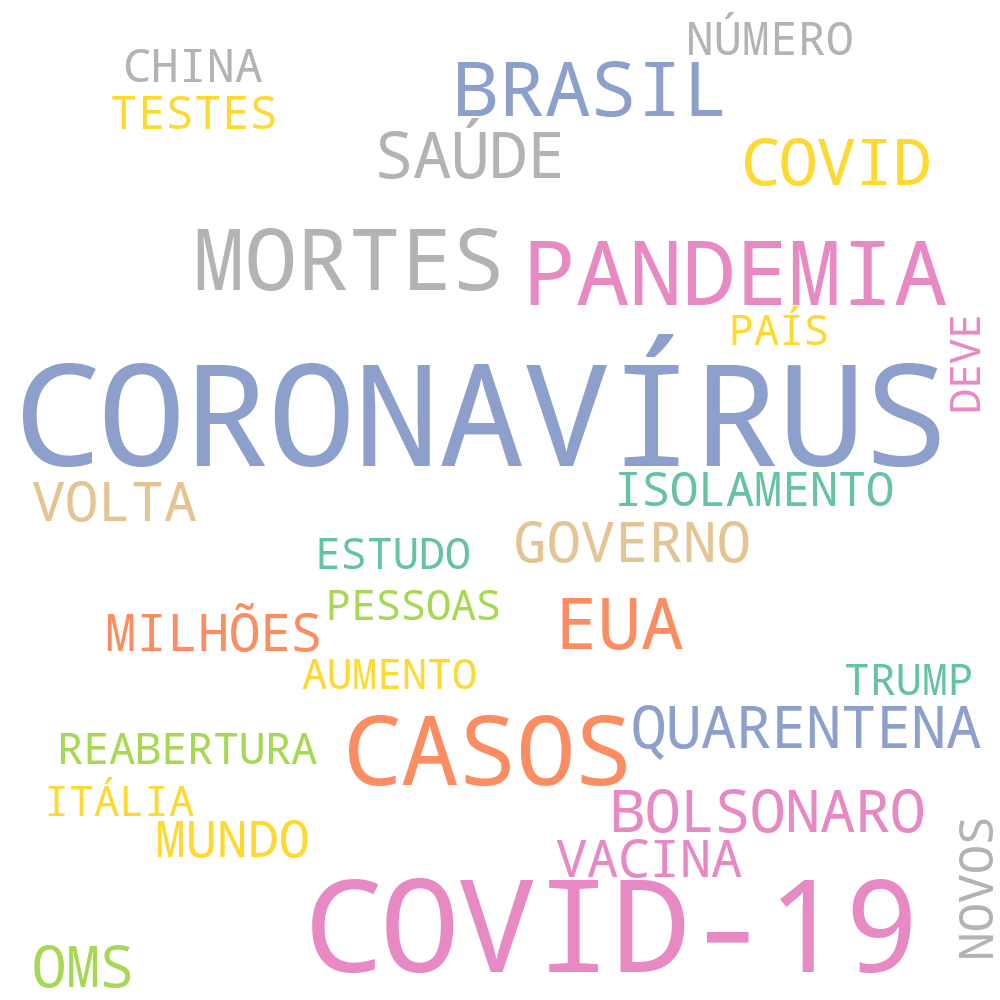 NÚMERO
CHINA
BRASIL
TESTES
SAÚDE
COVID
MORTES
PANDEMIA
PAÍS
DEVE
CORONAVÍRUS
VOLTA
ISOLAMENTO
GOVERNO
ESTUDO
PESSOAS
MILHÕES
EUA
AUMENTO
TRUMP
QUARENTENA
CASOS
REABERTURA
ITÁLIA
BOLSONARO
MUNDO
VACINA
NOVOS
COVID-19
OMS